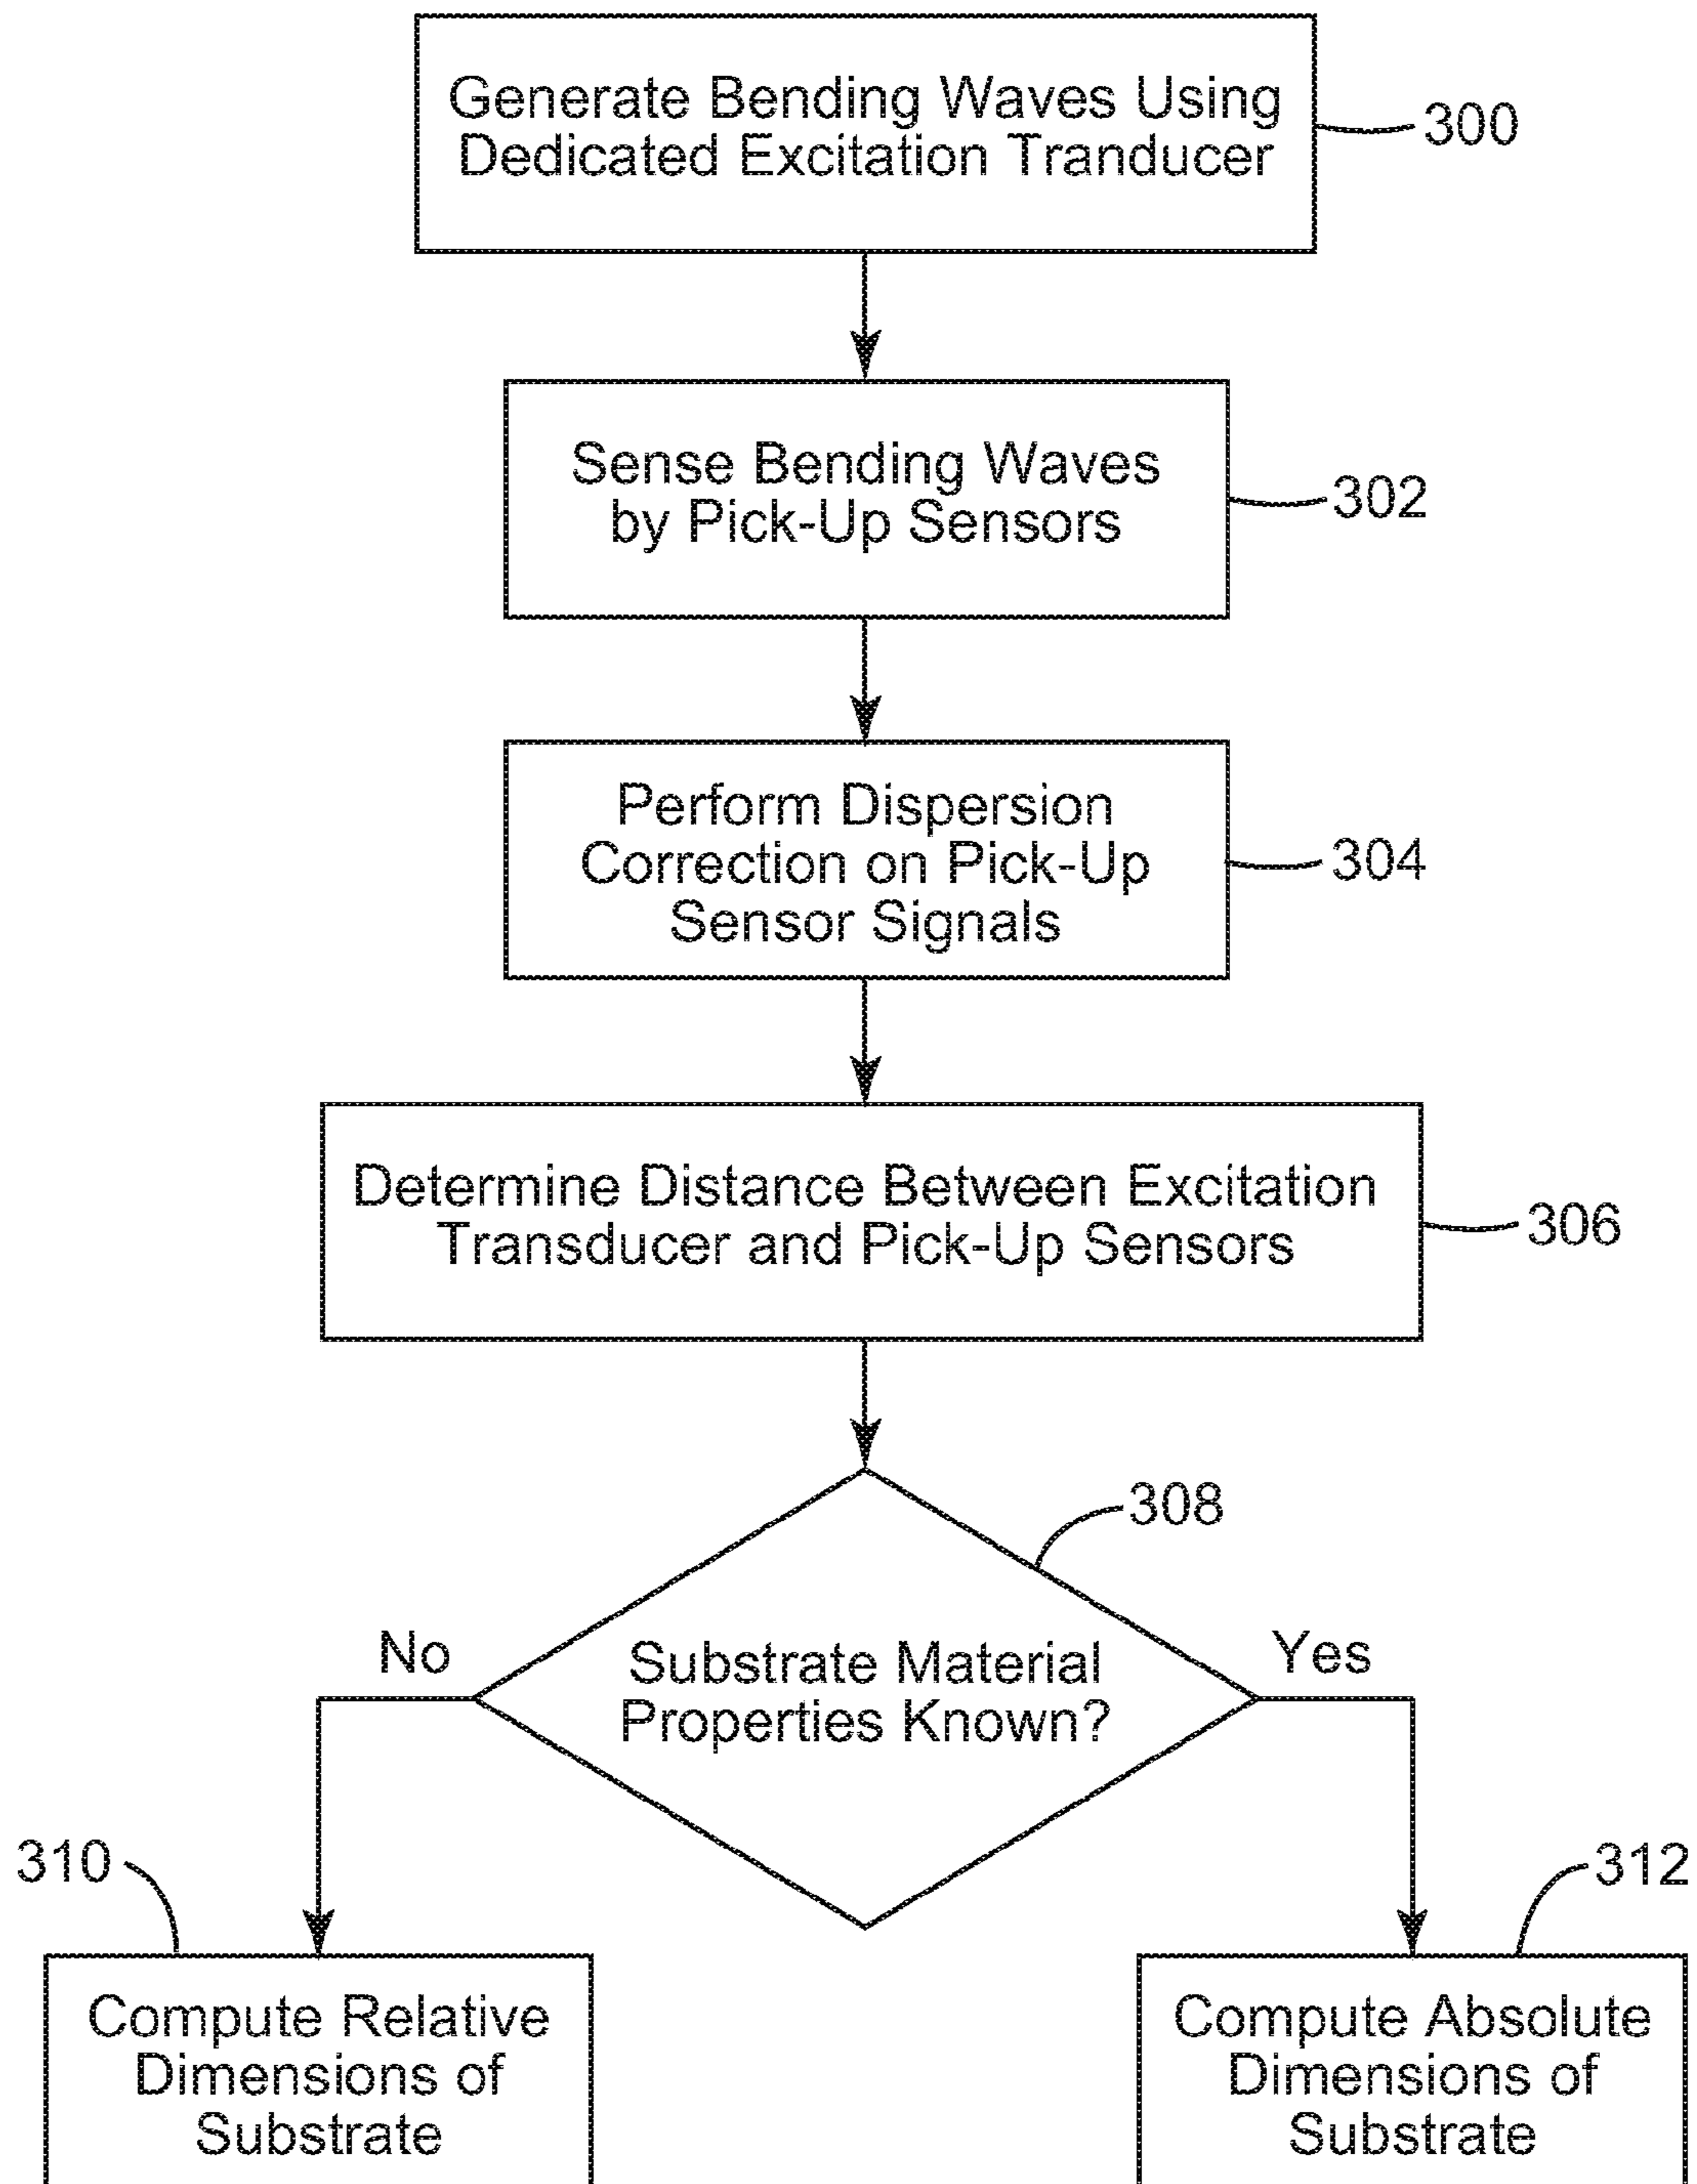 Generate Bending Waves Using
Dedicated Excitation Tranducer
300
Sense Bending Waves
by Pick-Up Sensors
302
Perform Dispersion
Correction on Pick-Up
Sensor Signals
304
Determine Distance Between Excitation
Transducer and Pick-Up Sensors
306
308
No
Substrate Material
Properties Known?
Yes
310
312
Compute Relative
Dimensions of
Substrate
Compute Absolute
Dimensions of
Substrate